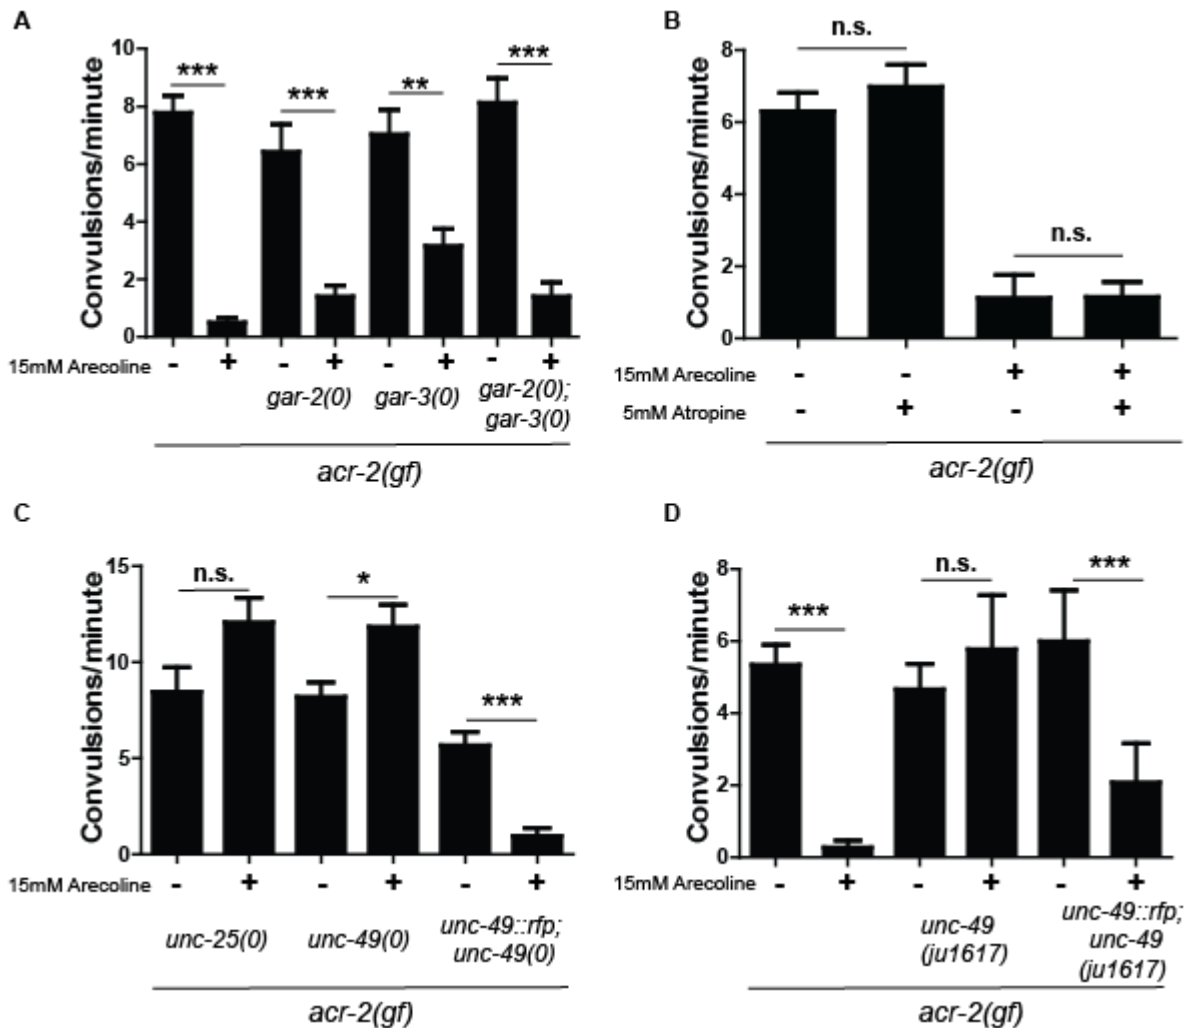 A
Convulsions/minute
10
8
6
4
2
0
***
***
**
***
15mM Arecoline - + - + - + - +
gar-2(0) gar-3(0) gar-2(0);
gar-3(0)
acr-2(gf)
B
Convulsions/minute
8
6
4
2
0
n.s.
n.s.
15mM Arecoline - - + +
5mM Atropine - + - +
acr-2(gf)
C
Convulsions/minute
15
10
5
0
n.s.
*
***
15mM Arecoline - + - + - +
unc-25(0) unc-49(0) unc-49::rfp;
unc-49(0)
acr-2(gf)
D
Convulsions/minute
8
6
4
2
0
***
n.s.
***
15mM Arecoline - + - + - +
unc-49
(ju1617)
unc-49::rfp;
unc-49
(ju1617)
acr-2(gf)